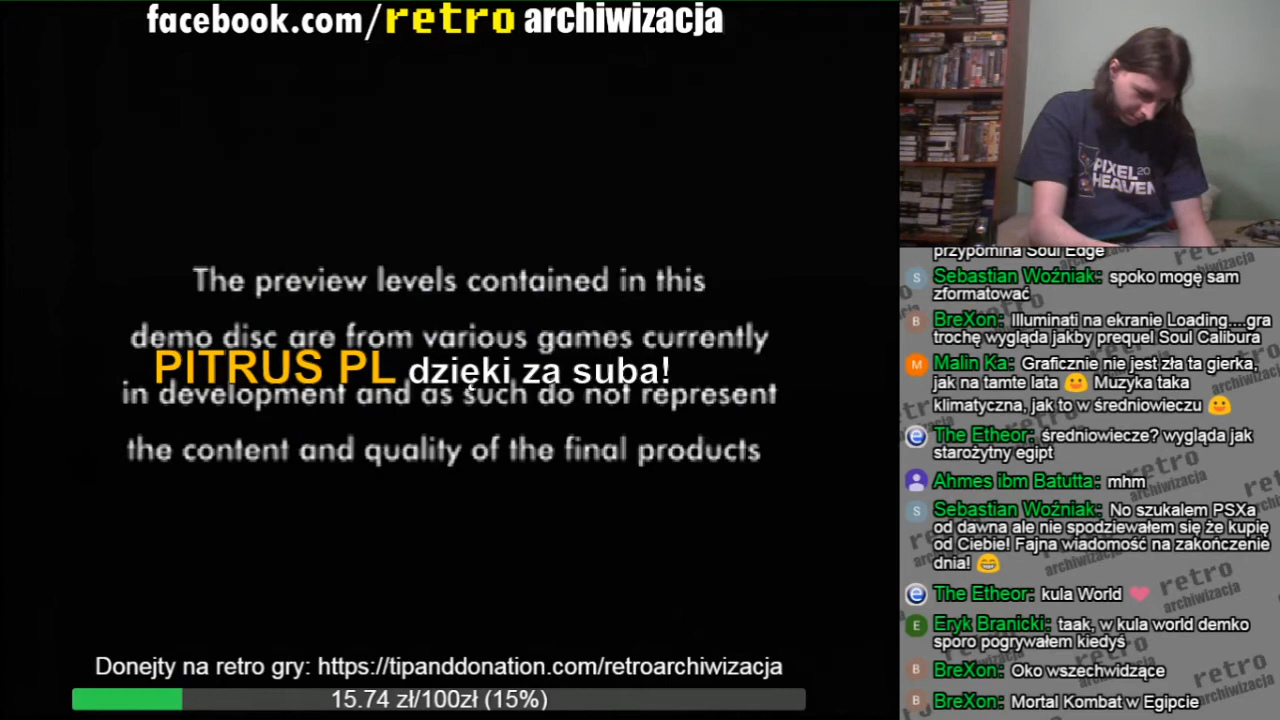 facebook.com/retro archiwizacja
PIXEL 20
HEAVEN
The preview levels contained in this
demo disc are from various games currently
PITRUS PL dzięki za suba!
in development and as such do not represent
the content and quality of the final products
Donejty na retro gry: https://tipanddonation.com/retroarchiwizacja
15.74 zł/100zł (15%)
przypomina Soul Edge
Sebastian Woźniak: spoko mogę sam
zformatować
BreXon: Illuminati na ekranie Loading....gra
trochę wygląda jakby prequel Soul Calibura
Malin Ka: Graficznie nie jest zła ta gierka,
jak na tamte lata 😛 Muzyka taka
klimatyczna, jak to w średniowieczu 😛
The Etheor: średniowiecze? wygląda jak
starożytny egipt
Ahmes ibm Batutta: mhm
Sebastian Woźniak: No szukalem PSXa
od dawna ale nie spodziewałem się że kupię
od Ciebie! Fajna wiadomość na zakończenie
dnia! 😁
The Etheor: kula World ❤
Eryk Branicki: taak, w kula world demko
sporo pogrywałem kiedyś
BreXon: Oko wszechwidzące
BreXon: Mortal Kombat w Egipcie
retro
archiwizacja